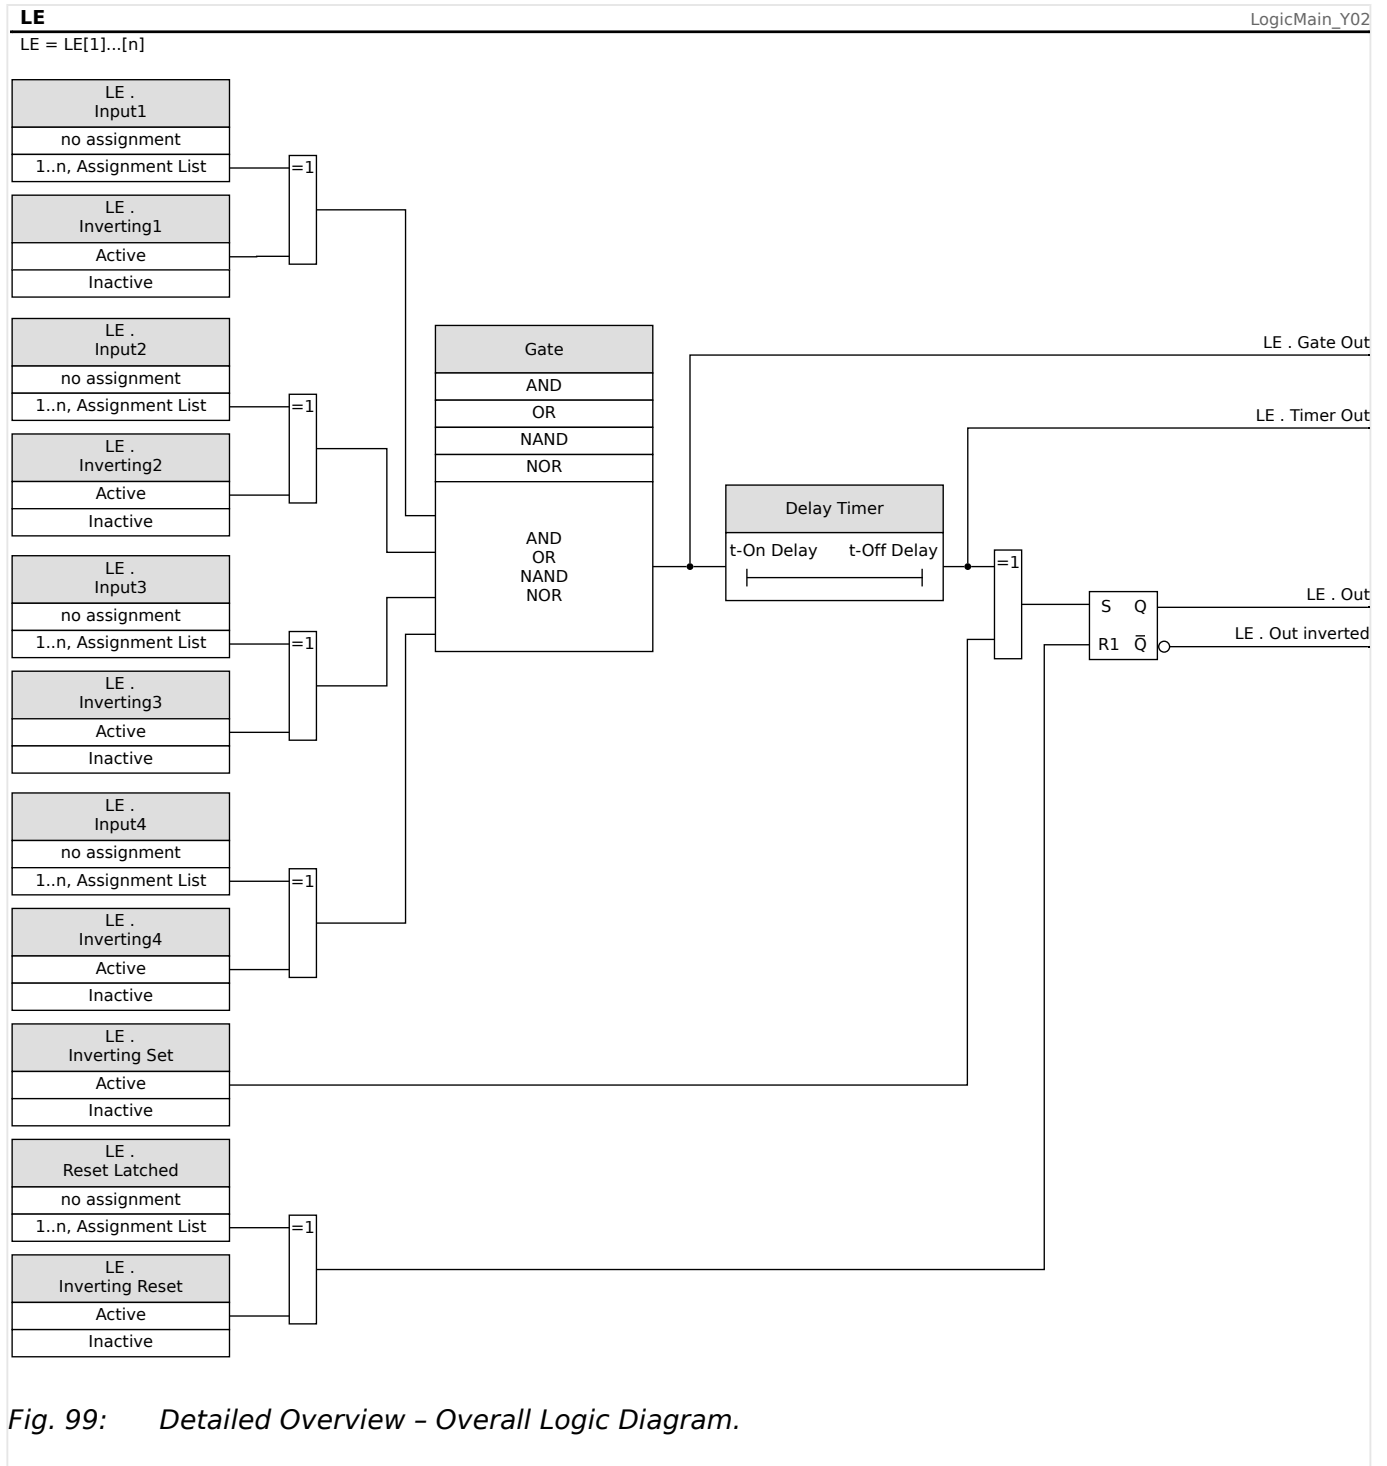 LE
LogicMain_Y02
LE = LE[1]...[n]
LE .
Input1
no assignment
1..n, Assignment List
=1
LE .
Inverting1
Active
Inactive
LE .
Input2
no assignment
1..n, Assignment List
=1
LE .
Inverting2
Active
Inactive
LE .
Input3
no assignment
1..n, Assignment List
=1
LE .
Inverting3
Active
Inactive
LE .
Input4
no assignment
1..n, Assignment List
=1
LE .
Inverting4
Active
Inactive
LE .
Inverting Set
Active
Inactive
LE .
Reset Latched
no assignment
1..n, Assignment List
=1
LE .
Inverting Reset
Active
Inactive
Gate
AND
OR
NAND
NOR
AND
OR
NAND
NOR
Delay Timer
t-On Delay t-Off Delay
=1
S Q
R1 Q̅
LE . Gate Out
LE . Timer Out
LE . Out
LE . Out inverted
Fig. 99: Detailed Overview – Overall Logic Diagram.